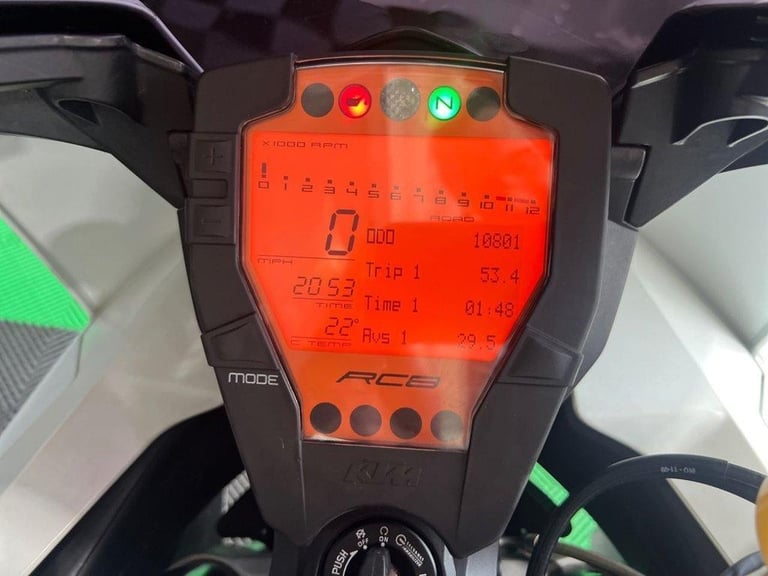 N
X1000 RPM
0 1 2 3 4 5 6 7 8 9 10 11 12
ROAD
0
ODO 10801
MPH
Trip 1 53.4
2053
TIME
Time 1 01:48
22°
C TEMP
Avs 1 29.5
MODE
RC8
KTM
OFF
ON
PUSH